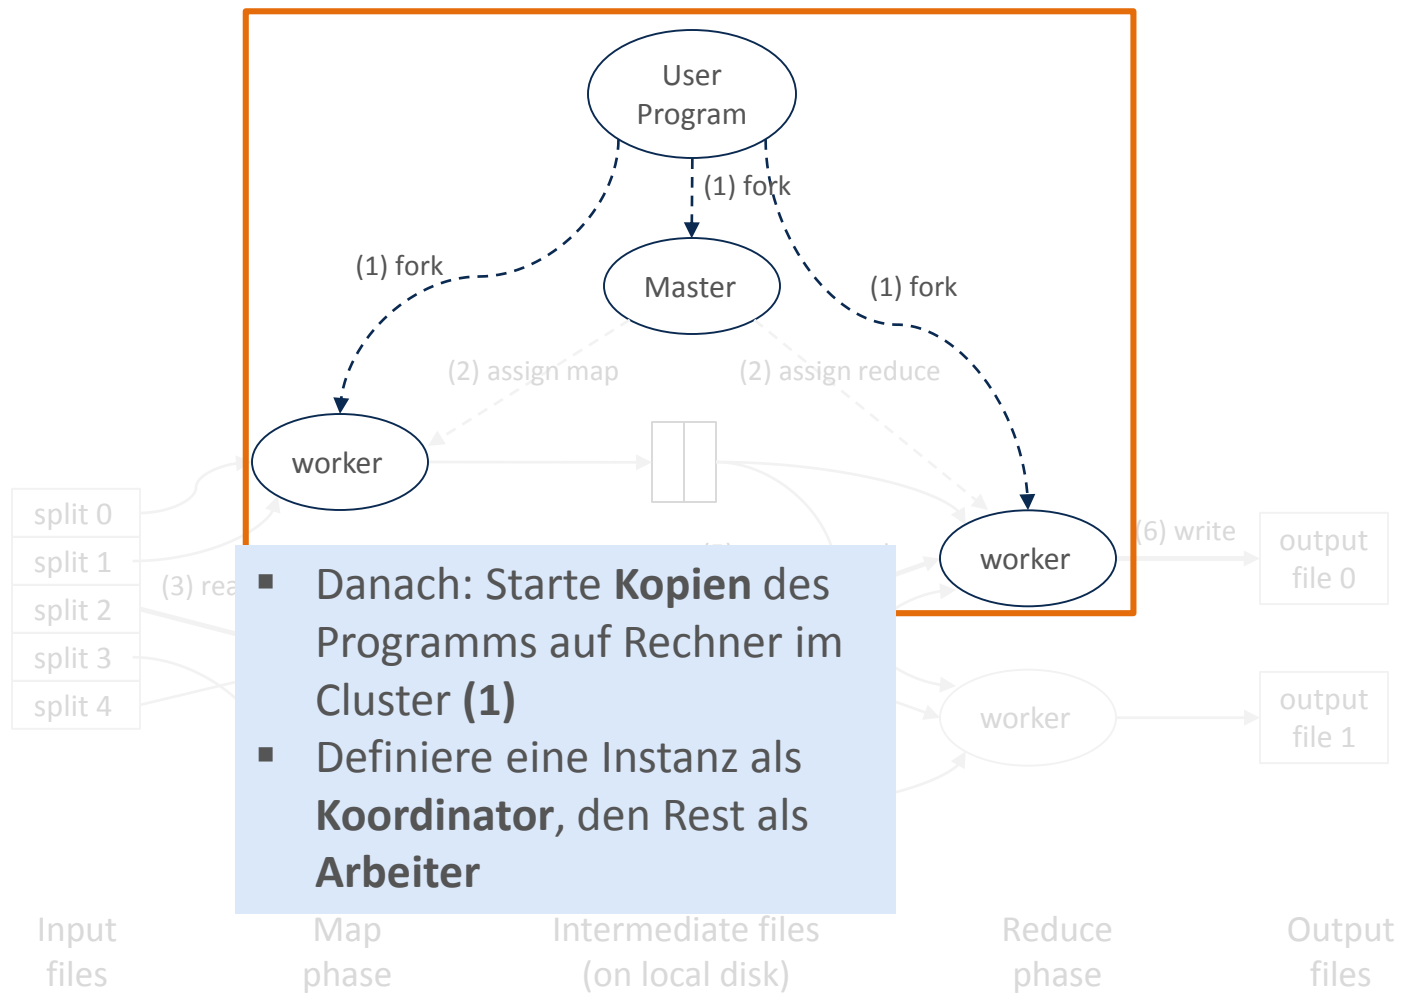 User
Program
(1) fork
(1) fork
(1) fork
Master
(2) assign map
(2) assign reduce
worker
split 0
split 1
split 2
split 3
split 4
(6) write
worker
output
file 0
worker
output
file 1
▪ Danach: Starte Kopien des
Programms auf Rechner im
Cluster (1)
▪ Definiere eine Instanz als
Koordinator, den Rest als
Arbeiter
Input
files
Map
phase
Intermediate files
(on local disk)
Reduce
phase
Output
files
(3)